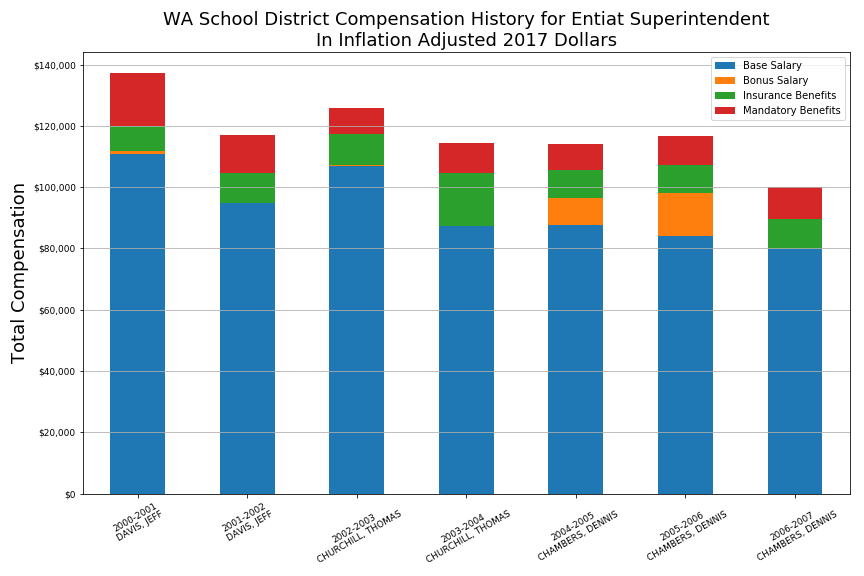 WA School District Compensation History for Entiat Superintendent
In Inflation Adjusted 2017 Dollars
Base Salary
Bonus Salary
Insurance Benefits
Mandatory Benefits
Total Compensation
$140,000
$120,000
$100,000
$80,000
$60,000
$40,000
$20,000
$0
2000-2001
DAVIS, JEFF
2001-2002
DAVIS, JEFF
2002-2003
CHURCHILL, THOMAS
2003-2004
CHURCHILL, THOMAS
2004-2005
CHAMBERS, DENNIS
2005-2006
CHAMBERS, DENNIS
2006-2007
CHAMBERS, DENNIS